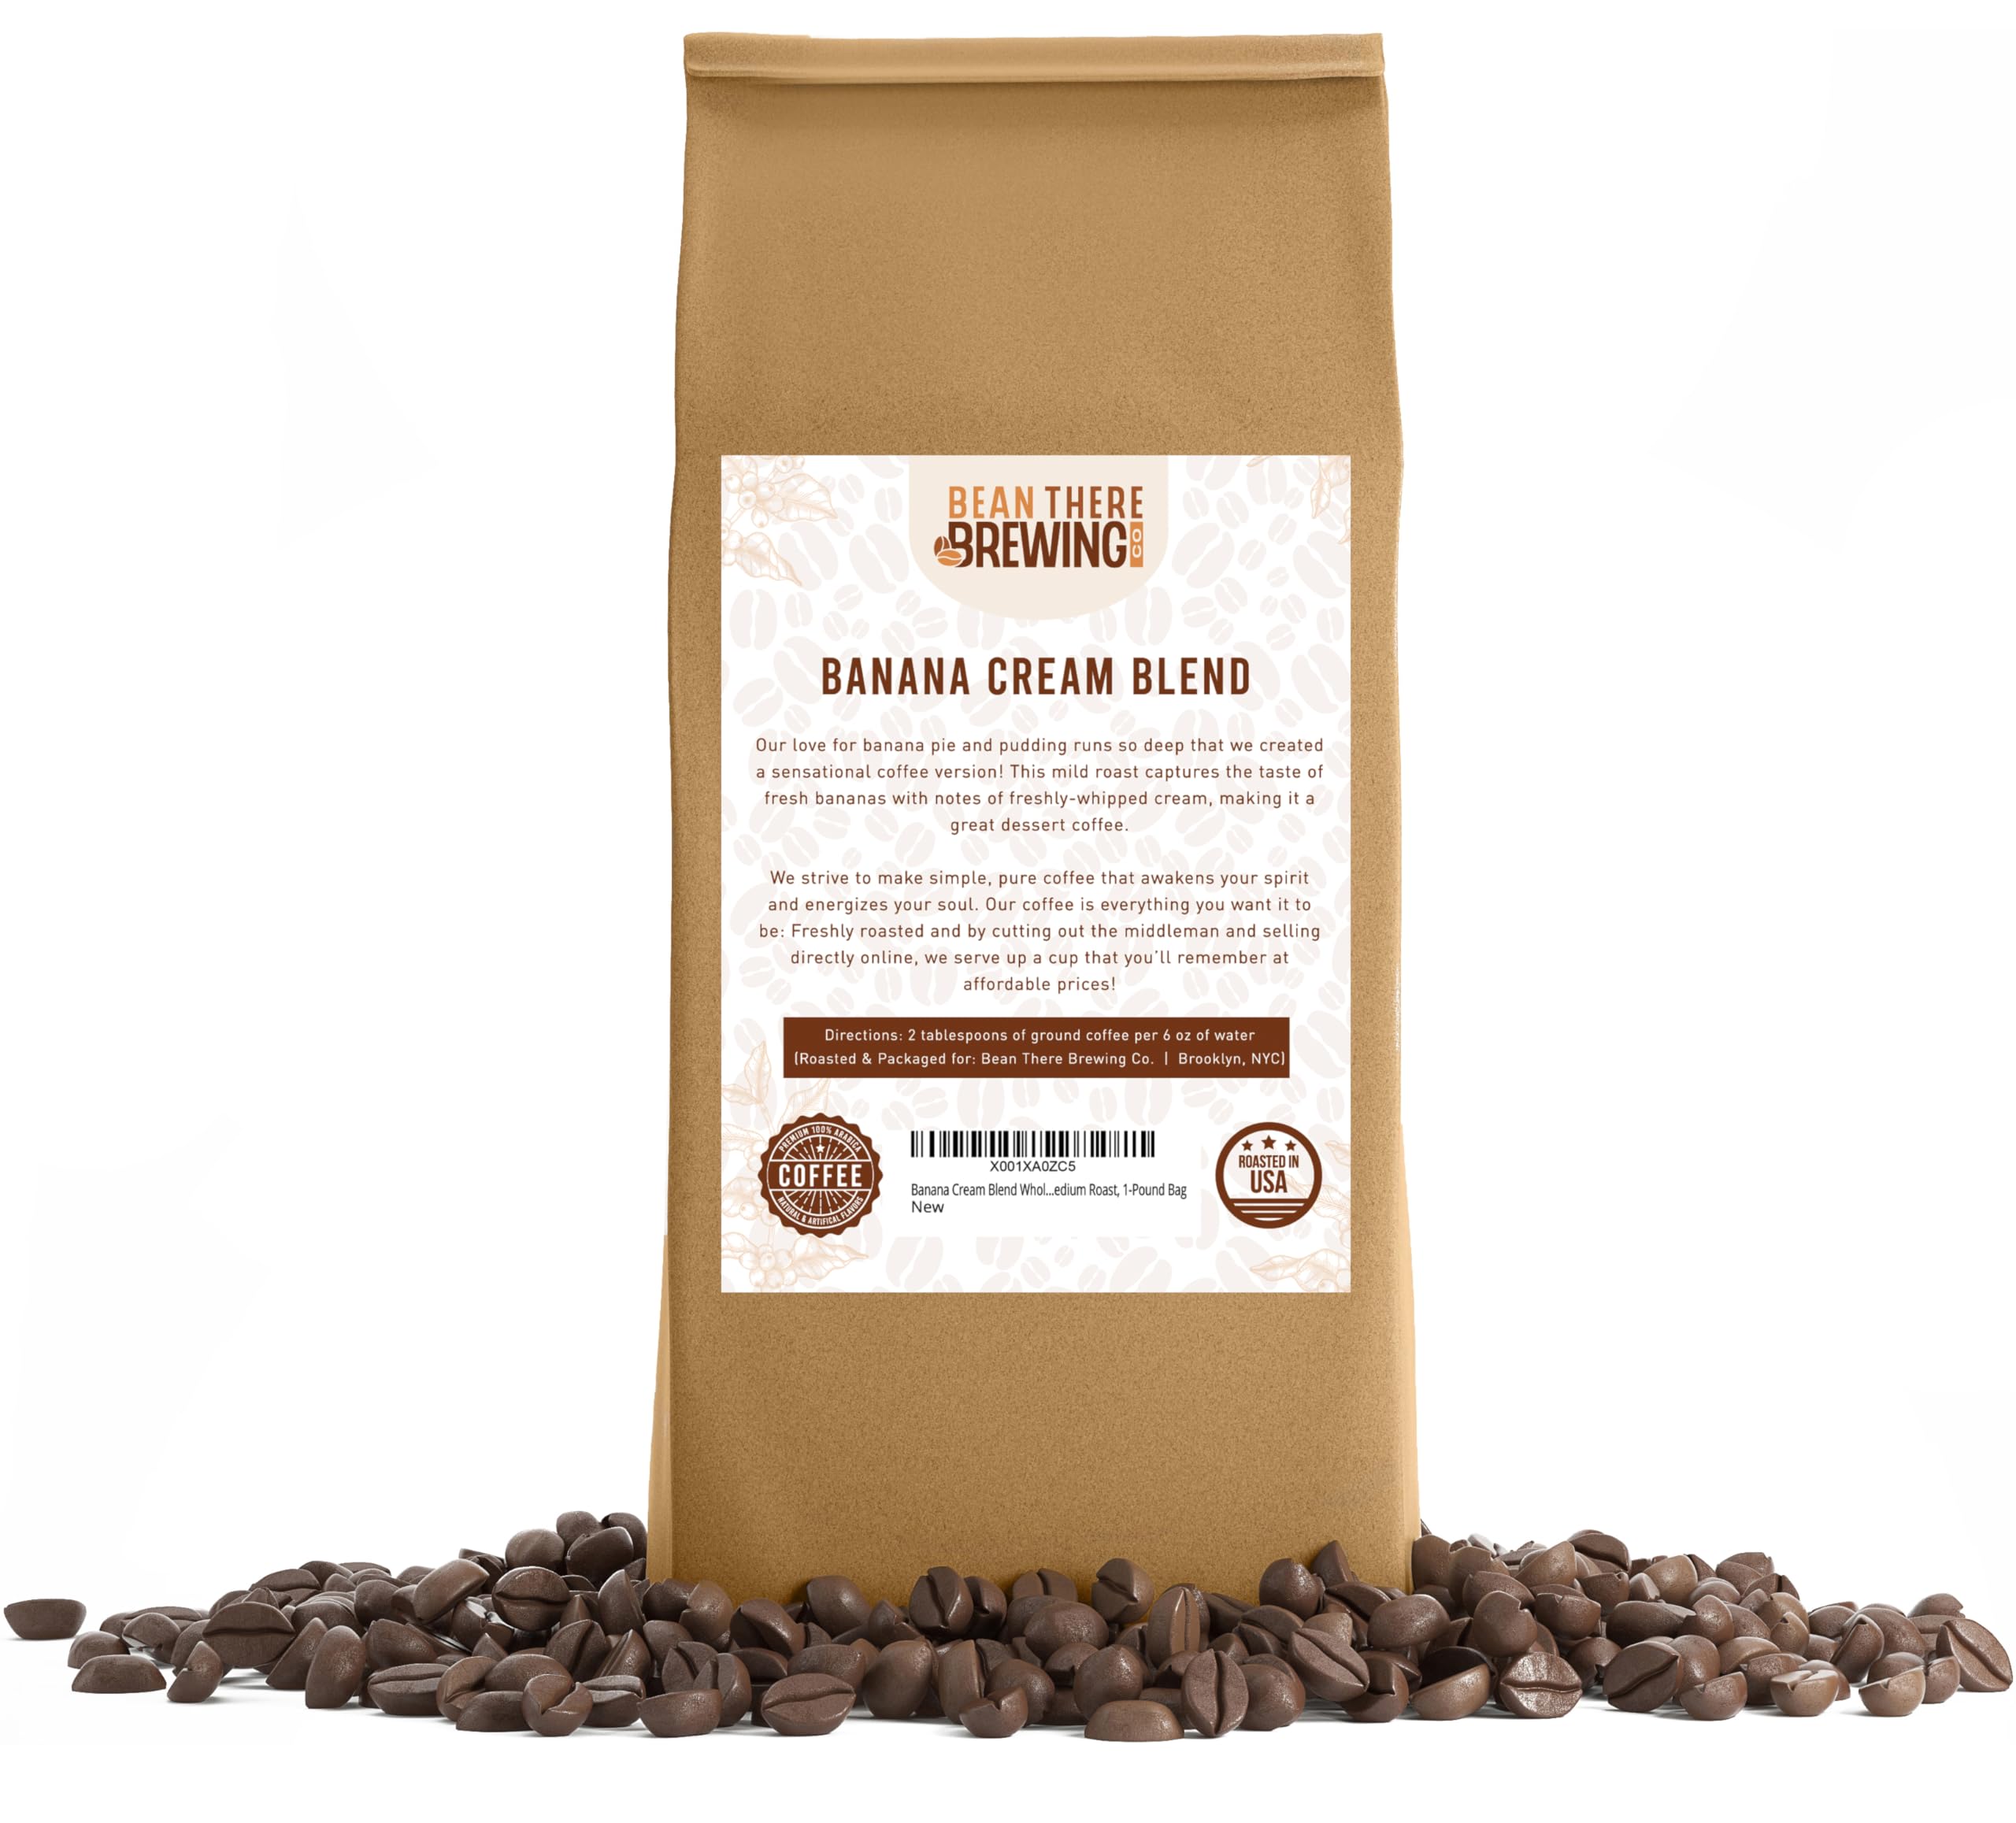 BEAN THERE
BREWING CO
BANANA CREAM BLEND
Our love for banana pie and pudding runs so deep that we created
a sensational coffee version! This mild roast captures the taste of
fresh bananas with notes of freshly-whipped cream, making it a
great dessert coffee.
We strive to make simple, pure coffee that awakens your spirit
and energizes your soul. Our coffee is everything you want it to
be: Freshly roasted and by cutting out the middleman and selling
directly online, we serve up a cup that you'll remember at
affordable prices!
Directions: 2 tablespoons of ground coffee per 6 oz of water
(Roasted & Packaged for: Bean There Brewing Co. | Brooklyn, NYC)
PREMIUM 100% ARABICA
COFFEE
NATURAL & ARTIFICAL FLAVORS
X001XA0ZC5
Banana Cream Blend Whol...edium Roast, 1-Pound Bag
New
ROASTED IN
USA